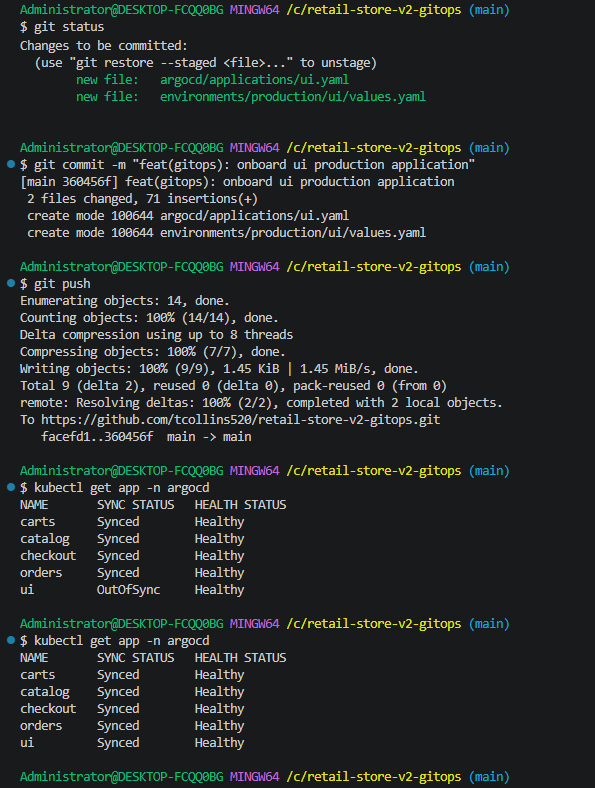 Administrator@DESKTOP-FCQQ0BG MINGW64 /c/retail-store-v2-gitops (main)
$ git status
Changes to be committed:
  (use "git restore --staged <file>..." to unstage)
        new file:   argocd/applications/ui.yaml
        new file:   environments/production/ui/values.yaml

Administrator@DESKTOP-FCQQ0BG MINGW64 /c/retail-store-v2-gitops (main)
$ git commit -m "feat(gitops): onboard ui production application"
[main 360456f] feat(gitops): onboard ui production application
 2 files changed, 71 insertions(+)
 create mode 100644 argocd/applications/ui.yaml
 create mode 100644 environments/production/ui/values.yaml

Administrator@DESKTOP-FCQQ0BG MINGW64 /c/retail-store-v2-gitops (main)
$ git push
Enumerating objects: 14, done.
Counting objects: 100% (14/14), done.
Delta compression using up to 8 threads
Compressing objects: 100% (7/7), done.
Writing objects: 100% (9/9), 1.45 KiB | 1.45 MiB/s, done.
Total 9 (delta 2), reused 0 (delta 0), pack-reused 0 (from 0)
remote: Resolving deltas: 100% (2/2), completed with 2 local objects.
To https://github.com/tcollins520/retail-store-v2-gitops.git
   facefd1..360456f  main -> main

Administrator@DESKTOP-FCQQ0BG MINGW64 /c/retail-store-v2-gitops (main)
$ kubectl get app -n argocd
NAME       SYNC STATUS   HEALTH STATUS
carts      Synced        Healthy
catalog    Synced        Healthy
checkout   Synced        Healthy
orders     Synced        Healthy
ui         OutOfSync     Healthy

Administrator@DESKTOP-FCQQ0BG MINGW64 /c/retail-store-v2-gitops (main)
$ kubectl get app -n argocd
NAME       SYNC STATUS   HEALTH STATUS
carts      Synced        Healthy
catalog    Synced        Healthy
checkout   Synced        Healthy
orders     Synced        Healthy
ui         Synced        Healthy

Administrator@DESKTOP-FCQQ0BG MINGW64 /c/retail-store-v2-gitops (main)